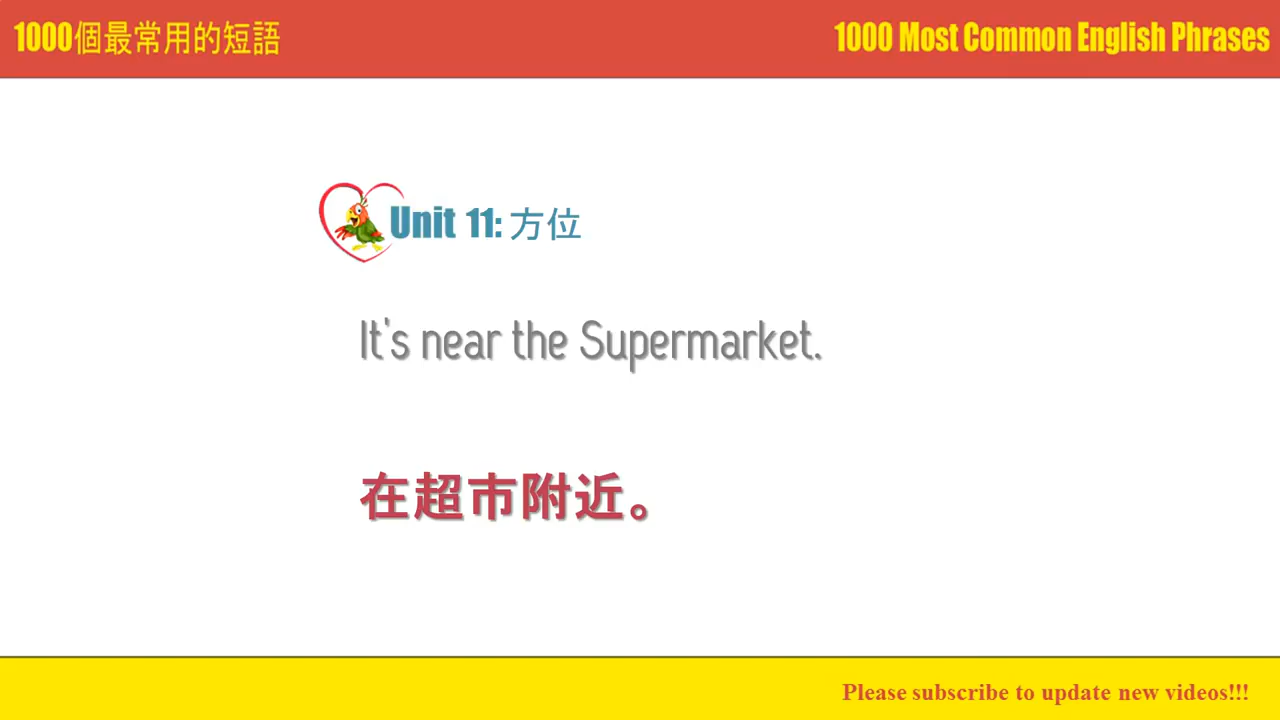 1000個最常用的短語
1000 Most Common English Phrases
Unit 11: 方位
It's near the Supermarket.
在超市附近。
Please subscribe to update new videos!!!